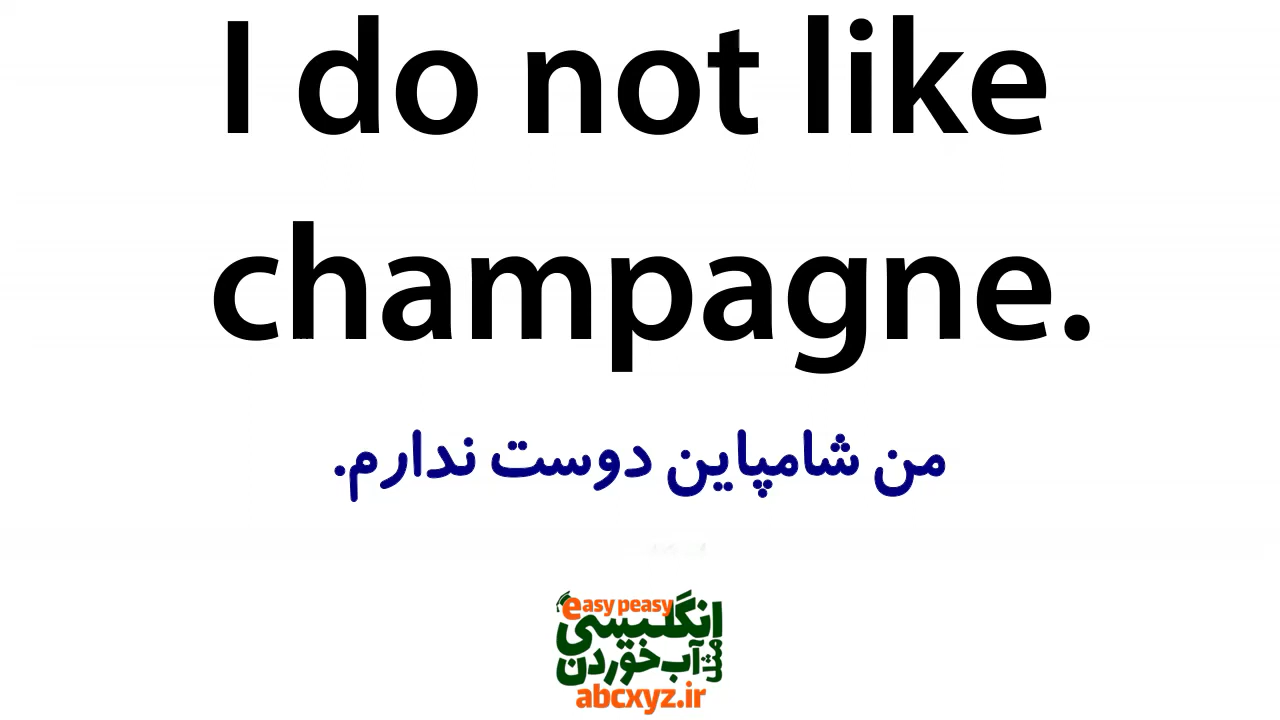 I do not like
champagne.
من شامپاین دوست ندارم.
easy peasy
انگلیسی
مثل آب خوردن
abcxyz.ir